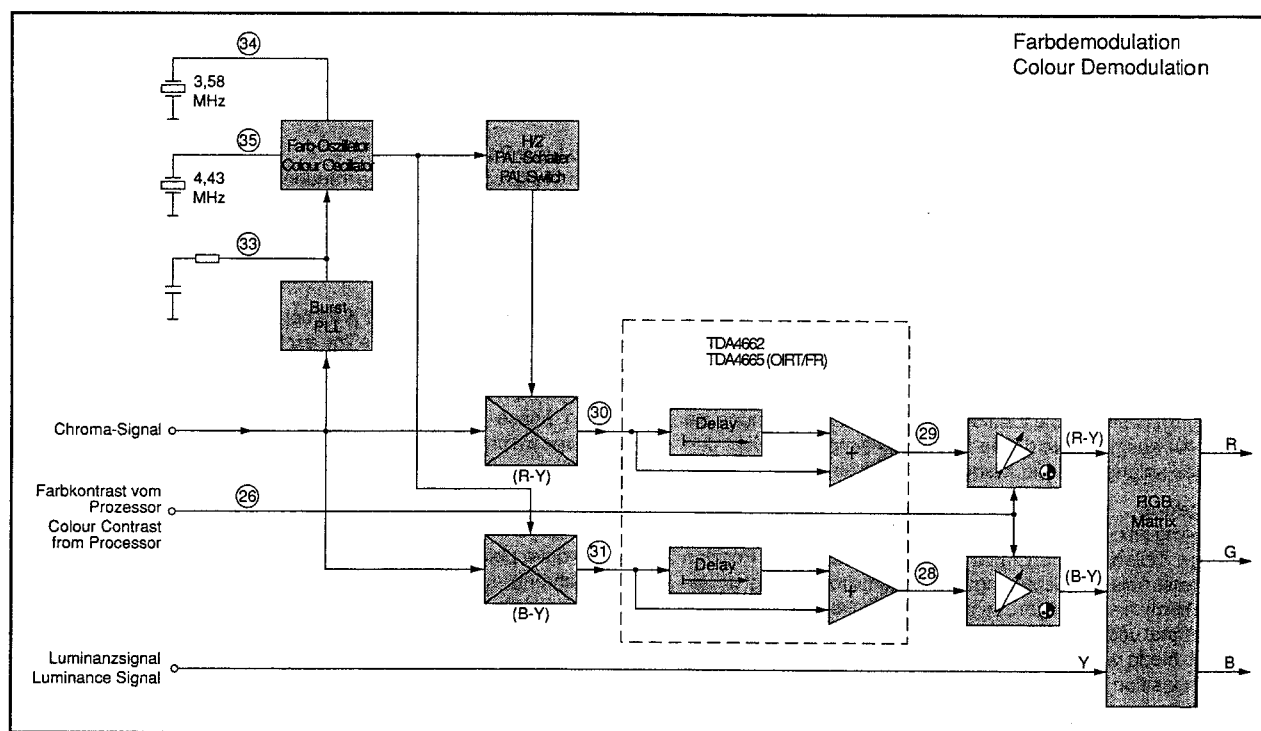 Farbdemodulation
Colour Demodulation
34
3,58
MHz
35
4,43
MHz
Farb-Oszillator
Colour Oscillator
H/2
PAL-Schalter
PAL Switch
33
Burst
PLL
TDA4662
TDA4665 (OIRT/FR)
Chroma-Signal
(R-Y)
30
Delay
+
29
(R-Y)
R
Farbkontrast vom
Prozessor
Colour Contrast
from Processor
26
RGB
Matrix
G
(B-Y)
31
Delay
+
28
(B-Y)
Luminanzsignal
Luminance Signal
Y
B